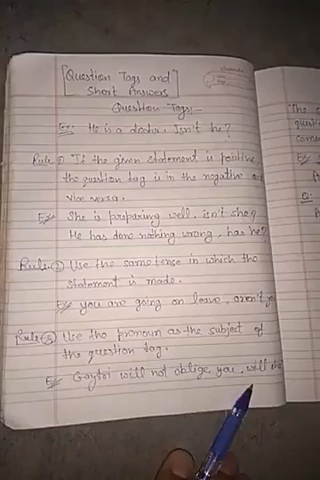 Question Tags and
Short Answers
Question Tags:-
Ex:- He is a doctor. Isn't he?
Rule ① If the given statement is positive
the question tag is in the negative
vice versa.
Ex:- She is preparing well, isn't she?
He has done nothing wrong, has he?
Rule. ② Use the same tense in which the
statement is made.
Ex:- you are going on leave, aren't
Rule ③ Use the pronoun as the subject of
the question tag.
Ex:- Gaytri will not oblige you, will she
The
questi